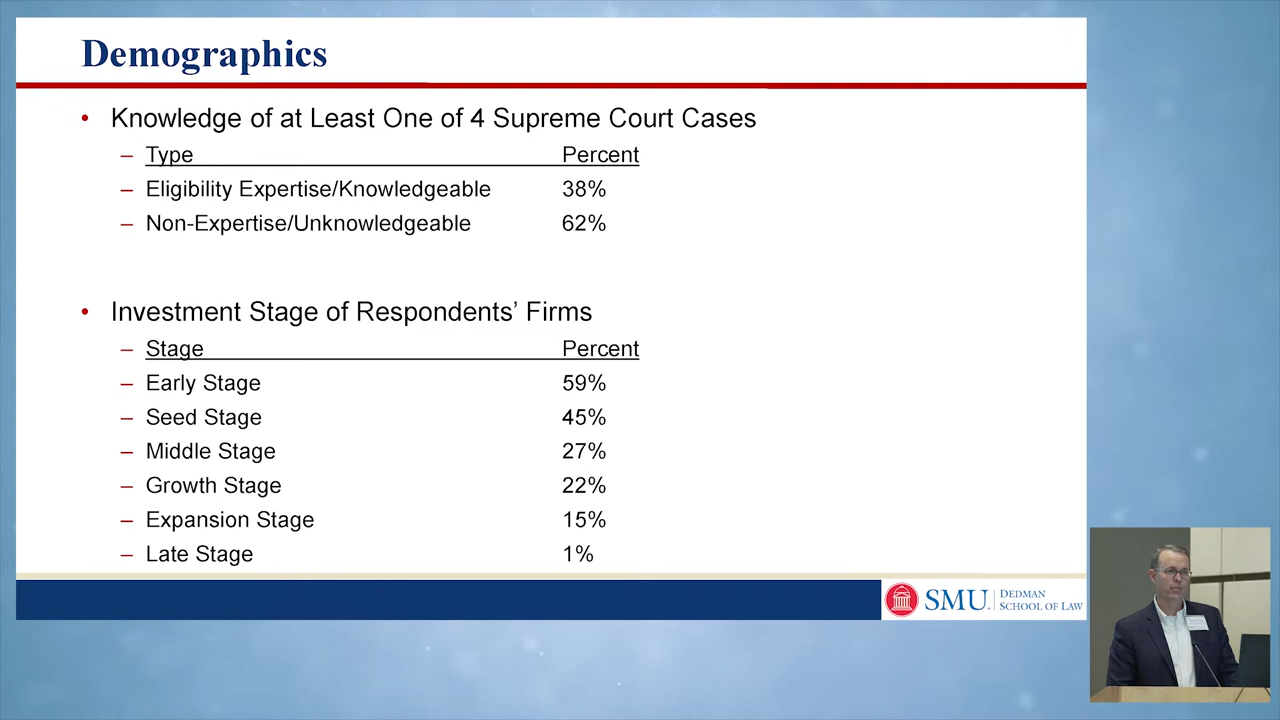 Demographics
• Knowledge of at Least One of 4 Supreme Court Cases
– Type Percent
– Eligibility Expertise/Knowledgeable 38%
– Non-Expertise/Unknowledgeable 62%
• Investment Stage of Respondents’ Firms
– Stage Percent
– Early Stage 59%
– Seed Stage 45%
– Middle Stage 27%
– Growth Stage 22%
– Expansion Stage 15%
– Late Stage 1%
SMU. DEDMAN
SCHOOL OF LAW